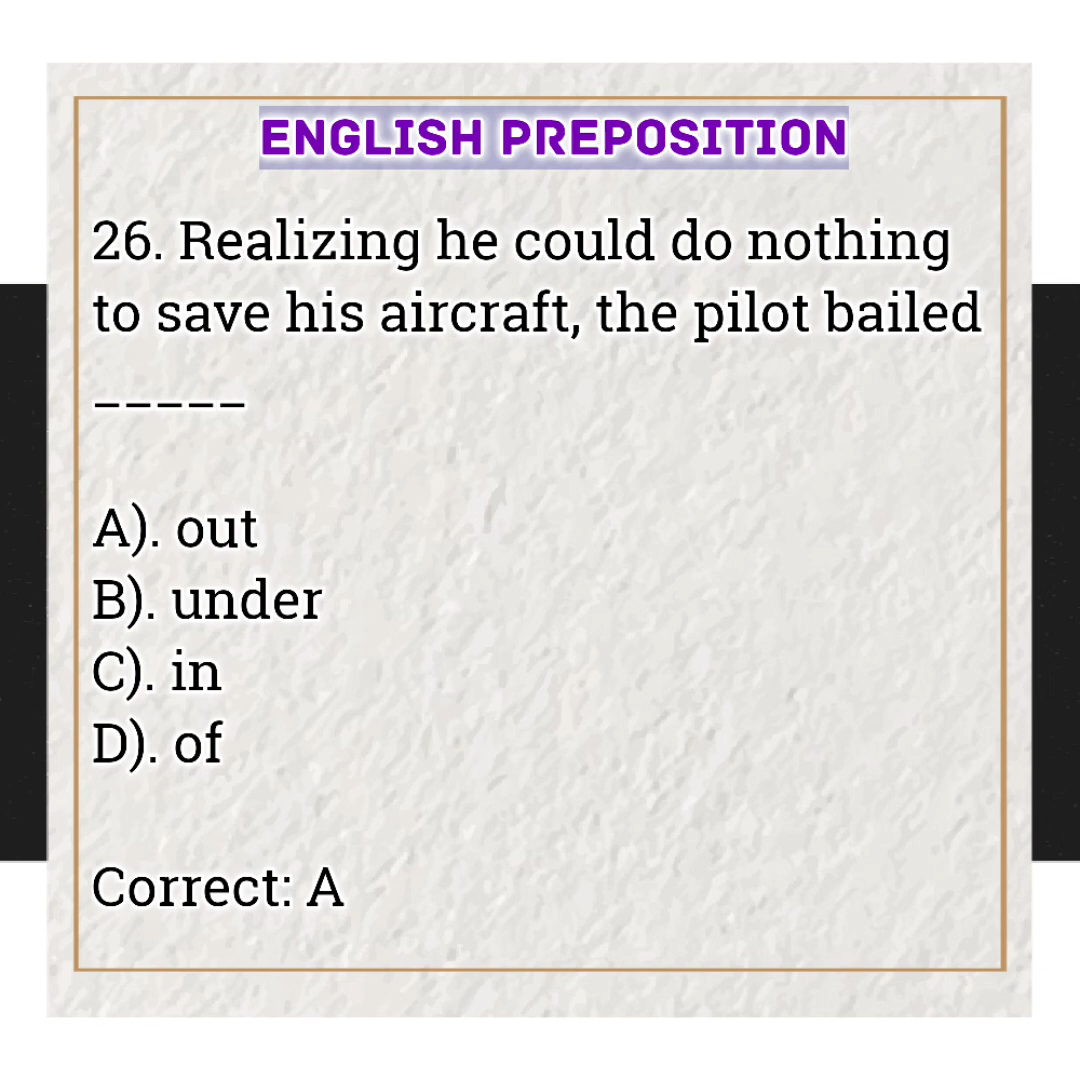 ENGLISH PREPOSITION
26. Realizing he could do nothing
to save his aircraft, the pilot bailed
_____
A). out
B). under
C). in
D). of
Correct: A